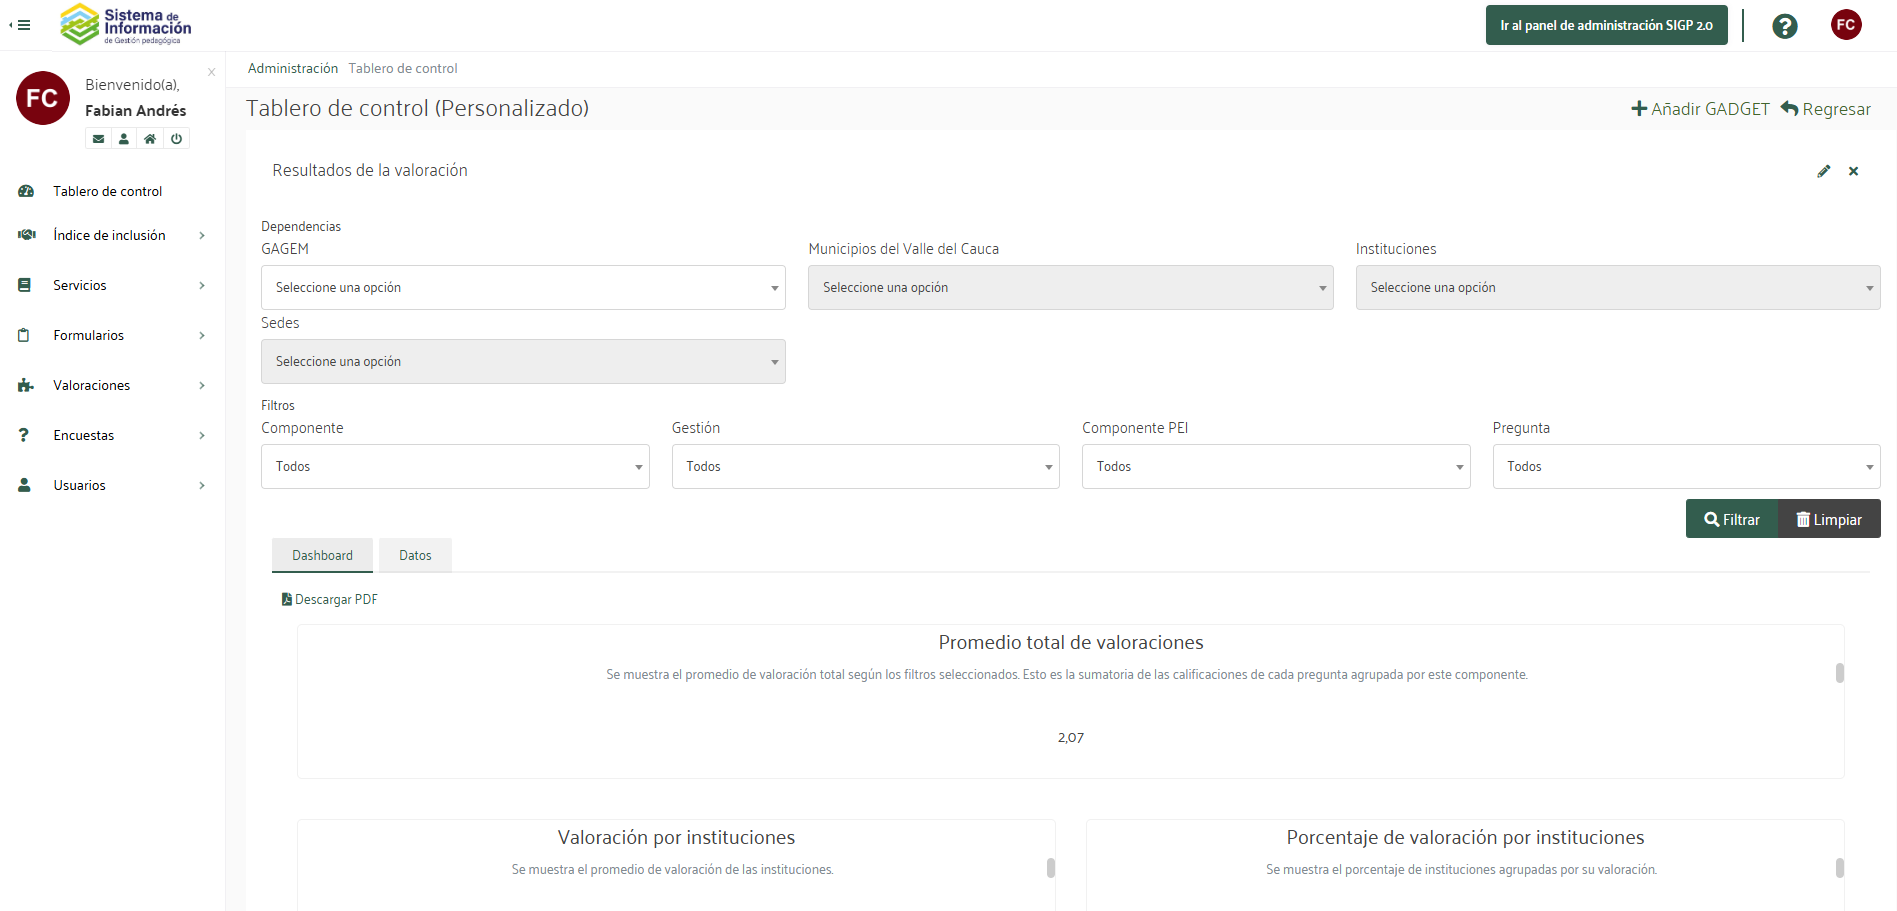 Sistema de
Información
de Gestión pedagógica
Ir al panel de administración SIGP 2.0
?
FC
FC
Bienvenido(a),
Fabian Andrés
Administración Tablero de control
Tablero de control (Personalizado)
Añadir GADGET Regresar
Tablero de control
Índice de inclusión
Servicios
Formularios
Valoraciones
Encuestas
Usuarios
Resultados de la valoración
Dependencias
GAGEM Municipios del Valle del Cauca Instituciones
Seleccione una opción Seleccione una opción Seleccione una opción
Sedes
Seleccione una opción
Filtros
Componente Gestión Componente PEI Pregunta
Todos Todos Todos Todos
Filtrar Limpiar
Dashboard Datos
Descargar PDF
Promedio total de valoraciones
Se muestra el promedio de valoración total según los filtros seleccionados. Esto es la sumatoria de las calificaciones de cada pregunta agrupada por este componente.
2,07
Valoración por instituciones
Se muestra el promedio de valoración de las instituciones.
Porcentaje de valoración por instituciones
Se muestra el porcentaje de instituciones agrupadas por su valoración.